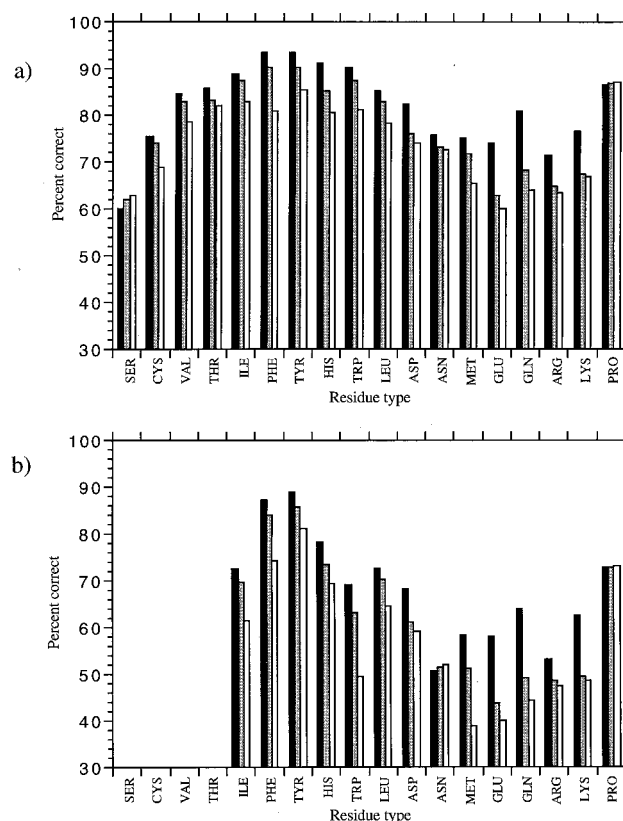 a)
Percent correct
100
90
80
70
60
50
40
30
SER
CYS
VAL
THR
ILE
PHE
TYR
HIS
TRP
LEU
ASP
ASN
MET
GLU
GLN
ARG
LYS
PRO
Residue type
b)
Percent correct
100
90
80
70
60
50
40
30
SER
CYS
VAL
THR
ILE
PHE
TYR
HIS
TRP
LEU
ASP
ASN
MET
GLU
GLN
ARG
LYS
PRO
Residue type